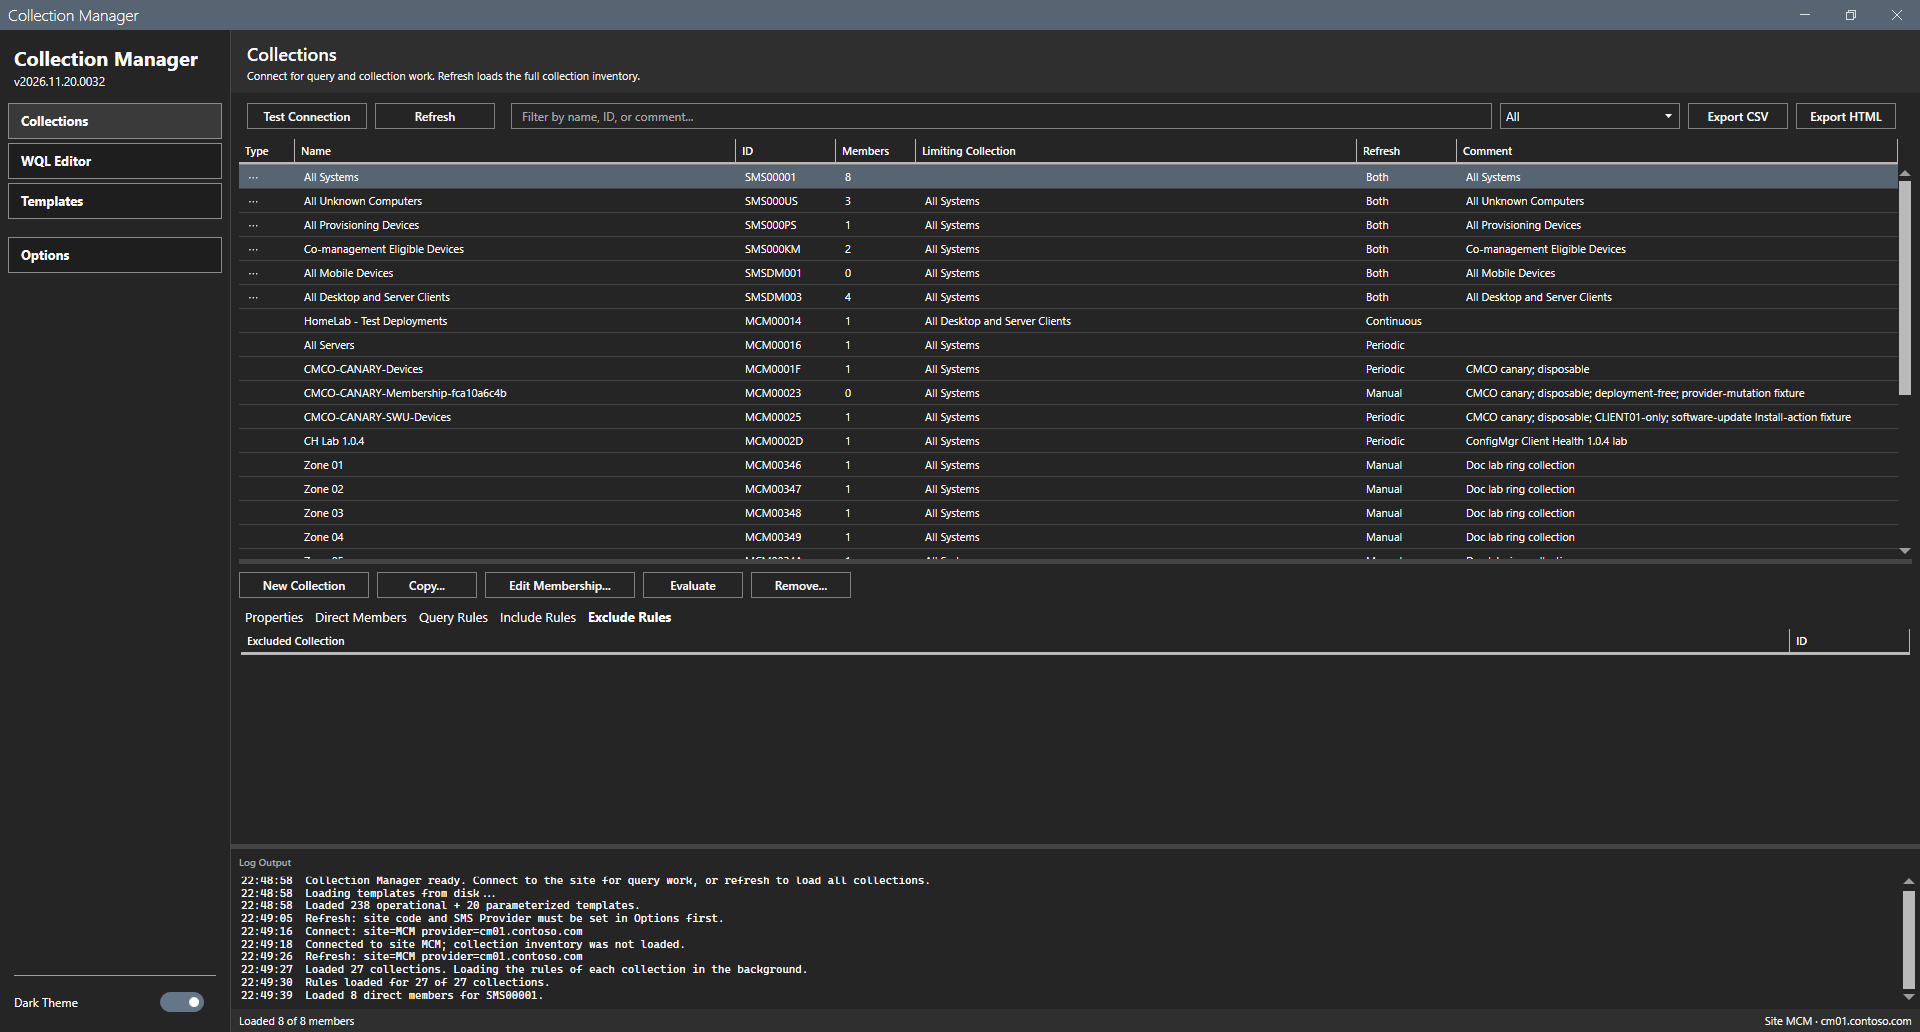 Collection Manager
Collection Manager
v2026.11.20.0032
Collections
WQL Editor
Templates
Options
Dark Theme
Collections
Connect for query and collection work. Refresh loads the full collection inventory.
Test Connection Refresh Filter by name, ID, or comment... All Export CSV Export HTML
Type Name ID Members Limiting Collection Refresh Comment
... All Systems SMS00001 8 Both All Systems
... All Unknown Computers SMS000US 3 All Systems Both All Unknown Computers
... All Provisioning Devices SMS000PS 1 All Systems Both All Provisioning Devices
... Co-management Eligible Devices SMS000KM 2 All Systems Both Co-management Eligible Devices
... All Mobile Devices SMSDM001 0 All Systems Both All Mobile Devices
... All Desktop and Server Clients SMSDM003 4 All Systems Both All Desktop and Server Clients
HomeLab - Test Deployments MCM00014 1 All Desktop and Server Clients Continuous
All Servers MCM00016 1 All Systems Periodic
CMCO-CANARY-Devices MCM0001F 1 All Systems Periodic CMCO canary; disposable
CMCO-CANARY-Membership-fca10a6c4b MCM00023 0 All Systems Manual CMCO canary; disposable; deployment-free; provider-mutation fixture
CMCO-CANARY-SWU-Devices MCM00025 1 All Systems Periodic CMCO canary; disposable; CLIENT01-only; software-update Install-action fixture
CH Lab 1.0.4 MCM0002D 1 All Systems Periodic ConfigMgr Client Health 1.0.4 lab
Zone 01 MCM00346 1 All Systems Manual Doc lab ring collection
Zone 02 MCM00347 1 All Systems Manual Doc lab ring collection
Zone 03 MCM00348 1 All Systems Manual Doc lab ring collection
Zone 04 MCM00349 1 All Systems Manual Doc lab ring collection
New Collection Copy... Edit Membership... Evaluate Remove...
Properties Direct Members Query Rules Include Rules Exclude Rules
Excluded Collection ID
Log Output
22:48:58 Collection Manager ready. Connect to the site for query work, or refresh to load all collections.
22:48:58 Loading templates from disk...
22:48:58 Loaded 238 operational + 20 parameterized templates.
22:49:05 Refresh: site code and SMS Provider must be set in Options first.
22:49:16 Connect: site=MCM provider=cm01.contoso.com
22:49:18 Connected to site MCM; collection inventory was not loaded.
22:49:26 Refresh: site=MCM provider=cm01.contoso.com
22:49:27 Loaded 27 collections. Loading the rules of each collection in the background.
22:49:30 Rules loaded for 27 of 27 collections.
22:49:39 Loaded 8 direct members for SMS00001.
Loaded 8 of 8 members Site MCM · cm01.contoso.com